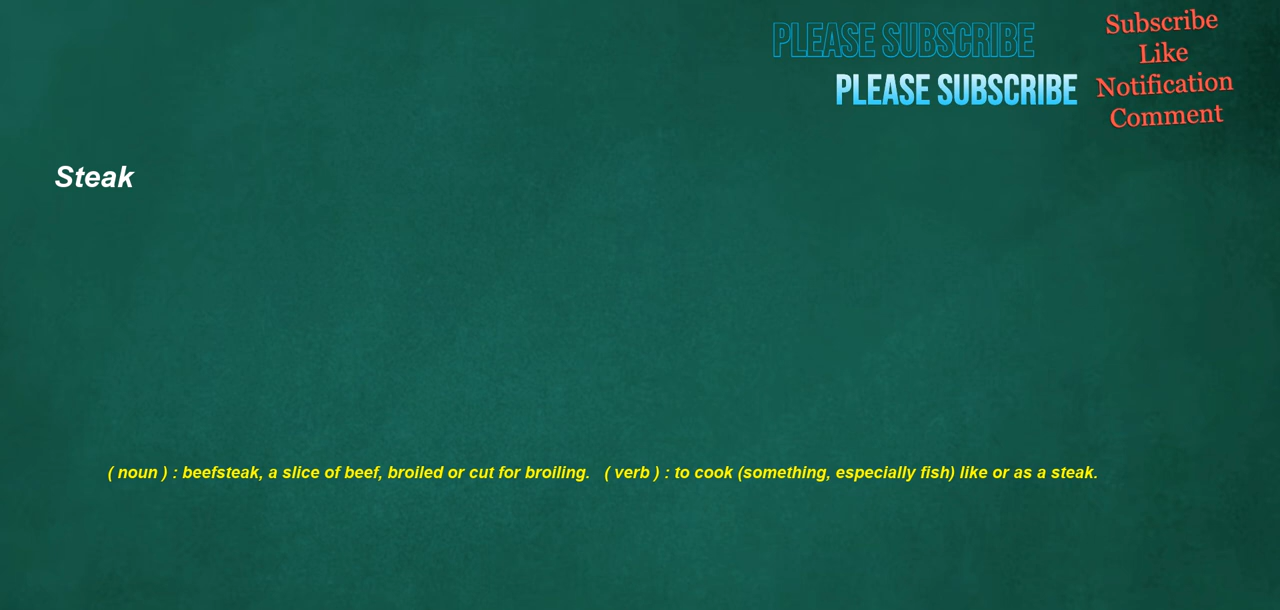 PLEASE SUBSCRIBE
PLEASE SUBSCRIBE
Subscribe
Like
Notification
Comment
Steak
( noun ) : beefsteak, a slice of beef, broiled or cut for broiling.   ( verb ) : to cook (something, especially fish) like or as a steak.